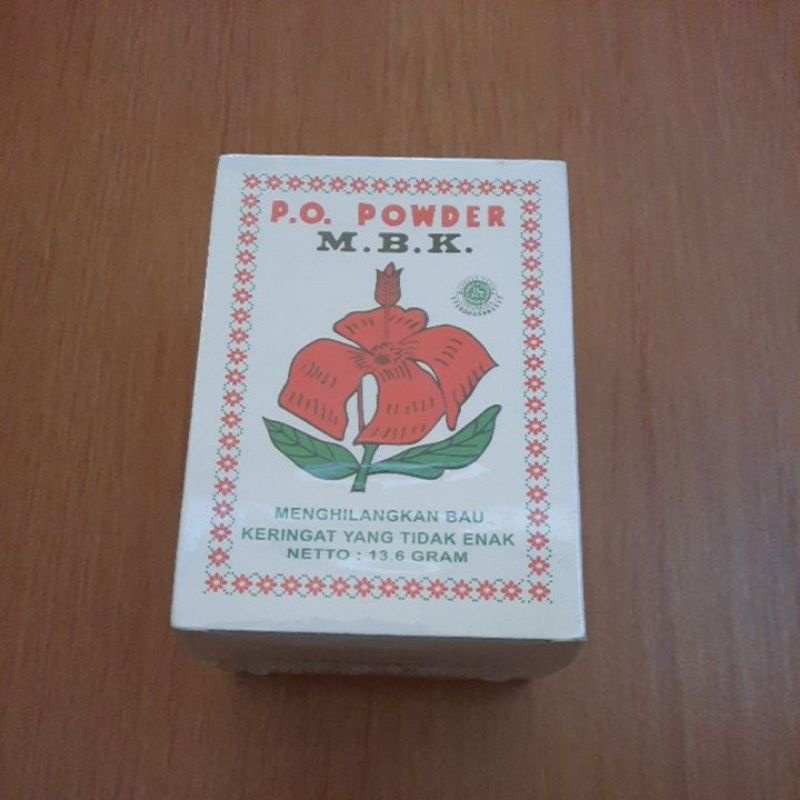 P.O. POWDER
M.B.K.
MENGHILANGKAN BAU
KERINGAT YANG TIDAK ENAK
NETTO : 13,6 GRAM